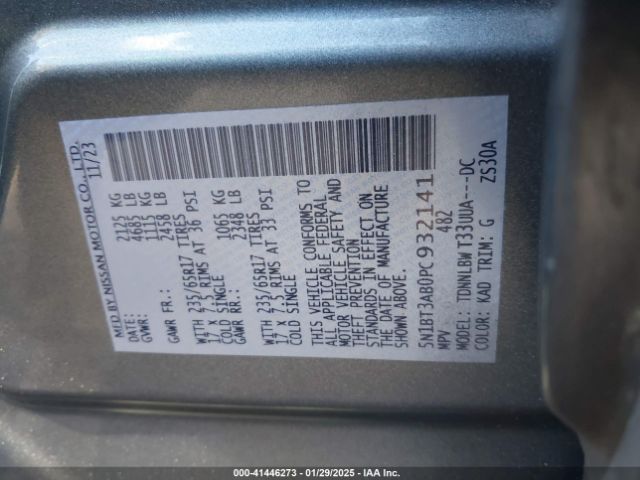 MFD BY NISSAN MOTOR CO., LTD.
DATE: 11/23
GVWR: 2125 KG
4685 LB
GAWR FR: 1115 KG
2458 LB
WITH 235/65R17 TIRES
17 X 7.5 RIMS AT 36 PSI
COLD SINGLE
GAWR RR: 1065 KG
2348 LB
WITH 235/65R17 TIRES
17 X 7.5 RIMS AT 33 PSI
COLD SINGLE
THIS VEHICLE CONFORMS TO
ALL APPLICABLE FEDERAL
MOTOR VEHICLE SAFETY AND
THEFT PREVENTION
STANDARDS IN EFFECT ON
THE DATE OF MANUFACTURE
SHOWN ABOVE.
5N1BT3AB0PC932141
MPV 482
MODEL: TDNNLBW T33UUA---DC
COLOR: KAD TRIM: G ZS30A
000-41446273 | 01/29/2025 | IAA Inc.